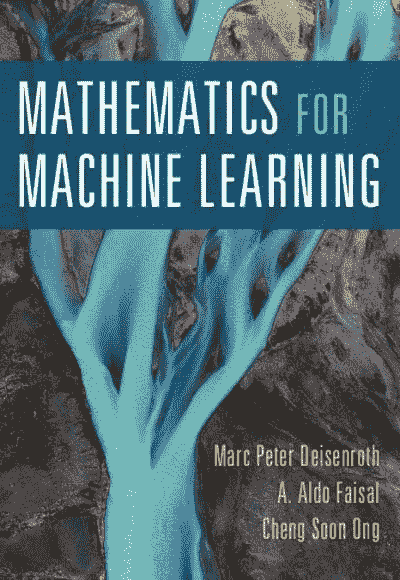 MATHEMATICS FOR
MACHINE LEARNING
Marc Peter Deisenroth
A. Aldo Faisal
Cheng Soon Ong